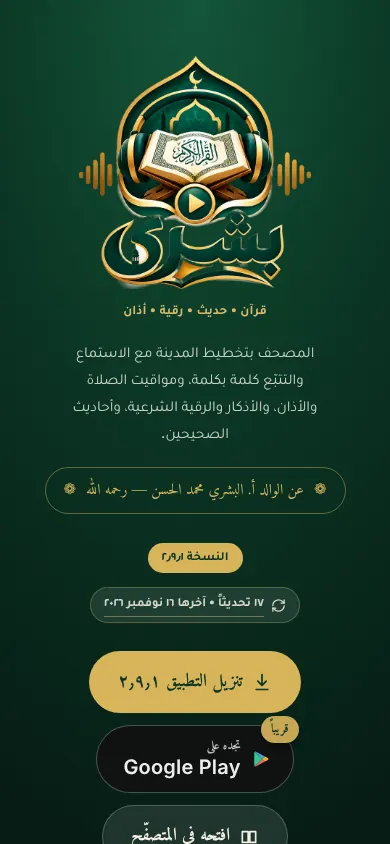 القرآن الكريم
بشرى
قرآن • حديث • رقية • أذان
المصحف بتخطيط المدينة مع الاستماع
والتتبّع كلمة بكلمة، ومواقيت الصلاة
والأذان، والأذكار والرقية الشرعية، وأحاديث
الصحيحين.
عن الوالد أ. البشري محمد الحسن — رحمه الله
النسخة ٢٫٩٫١
١٧ تحديثاً • آخرها ١٦ نوفمبر ٢٠٢٦
تنزيل التطبيق ٢٫٩٫١
قريباً
تجده على
Google Play
افتحه في المتصفّح